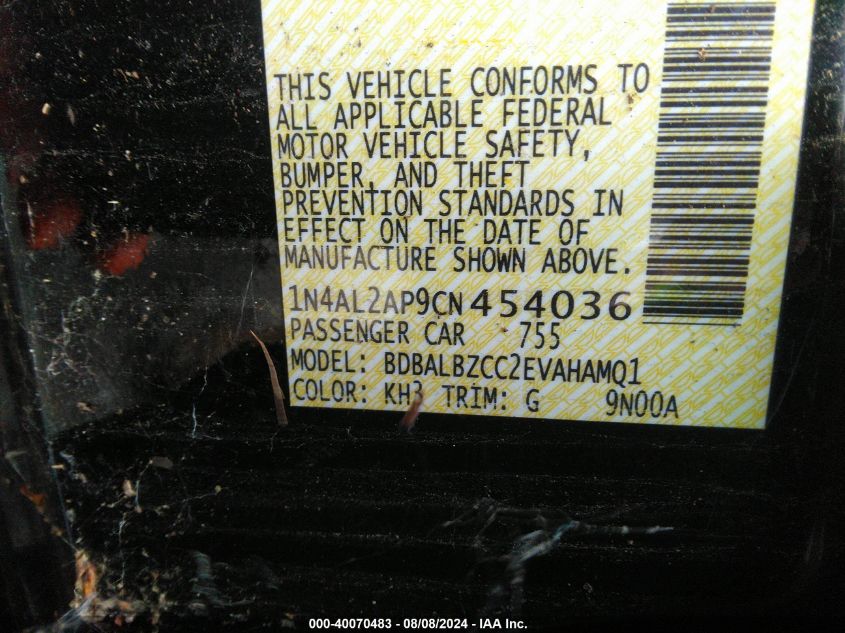 THIS VEHICLE CONFORMS TO
ALL APPLICABLE FEDERAL
MOTOR VEHICLE SAFETY,
BUMPER, AND THEFT
PREVENTION STANDARDS IN
EFFECT ON THE DATE OF
MANUFACTURE SHOWN ABOVE.
1N4AL2AP9CN454036
PASSENGER CAR 755
MODEL: BDBALBZCC2EVAHAMQ1
COLOR: KH3 TRIM: G 9N00A
000-40070483 - 08/08/2024 - IAA Inc.